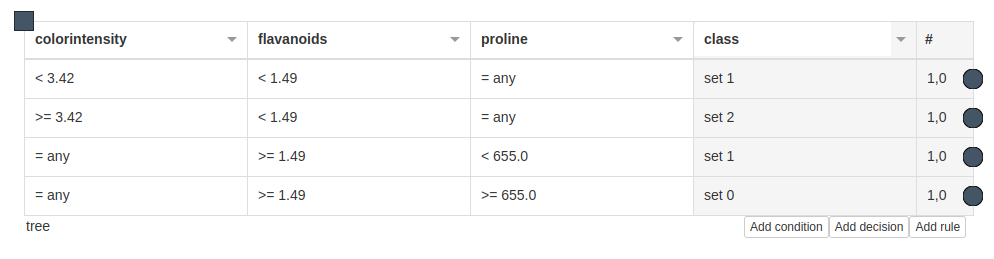 colorintensity flavanoids proline class #
< 3.42 < 1.49 = any set 1 1,0
>= 3.42 < 1.49 = any set 2 1,0
= any >= 1.49 < 655.0 set 1 1,0
= any >= 1.49 >= 655.0 set 0 1,0
tree Add condition Add decision Add rule